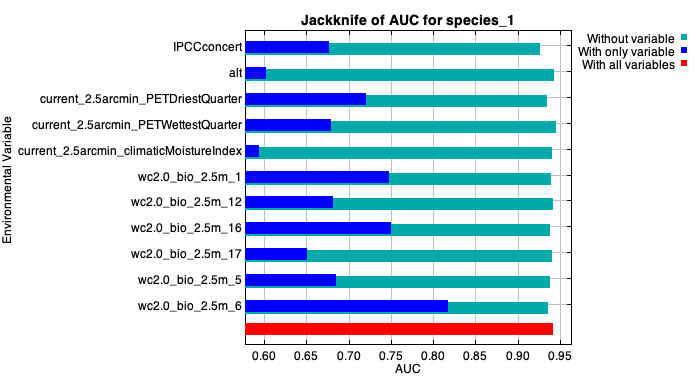 Jackknife of AUC for species_1
Without variable
With only variable
With all variables
Environmental Variable
IPCCconcert
alt
current_2.5arcmin_PETDriestQuarter
current_2.5arcmin_PETWettestQuarter
current_2.5arcmin_climaticMoistureIndex
wc2.0_bio_2.5m_1
wc2.0_bio_2.5m_12
wc2.0_bio_2.5m_16
wc2.0_bio_2.5m_17
wc2.0_bio_2.5m_5
wc2.0_bio_2.5m_6
0.60 0.65 0.70 0.75 0.80 0.85 0.90 0.95
AUC